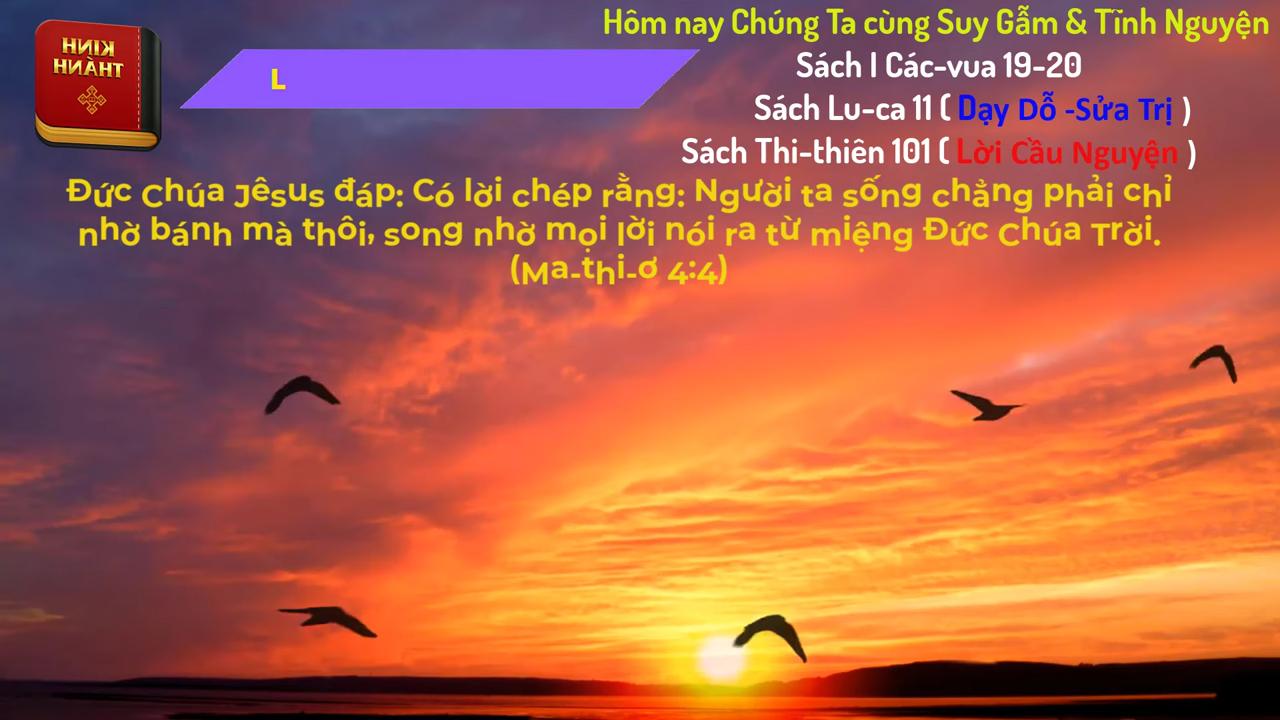 KINH
THÁNH
L
Hôm nay Chúng Ta cùng Suy Gẫm & Tĩnh Nguyện
Sách I Các-vua 19-20
Sách Lu-ca 11 ( Dạy Dỗ -Sửa Trị )
Sách Thi-thiên 101 ( Lời Cầu Nguyện )
Đức Chúa Jêsus đáp: Có lời chép rằng: Người ta sống chẳng phải chỉ
nhờ bánh mà thôi, song nhờ mọi lời nói ra từ miệng Đức Chúa Trời.
(Ma-thi-ơ 4:4)